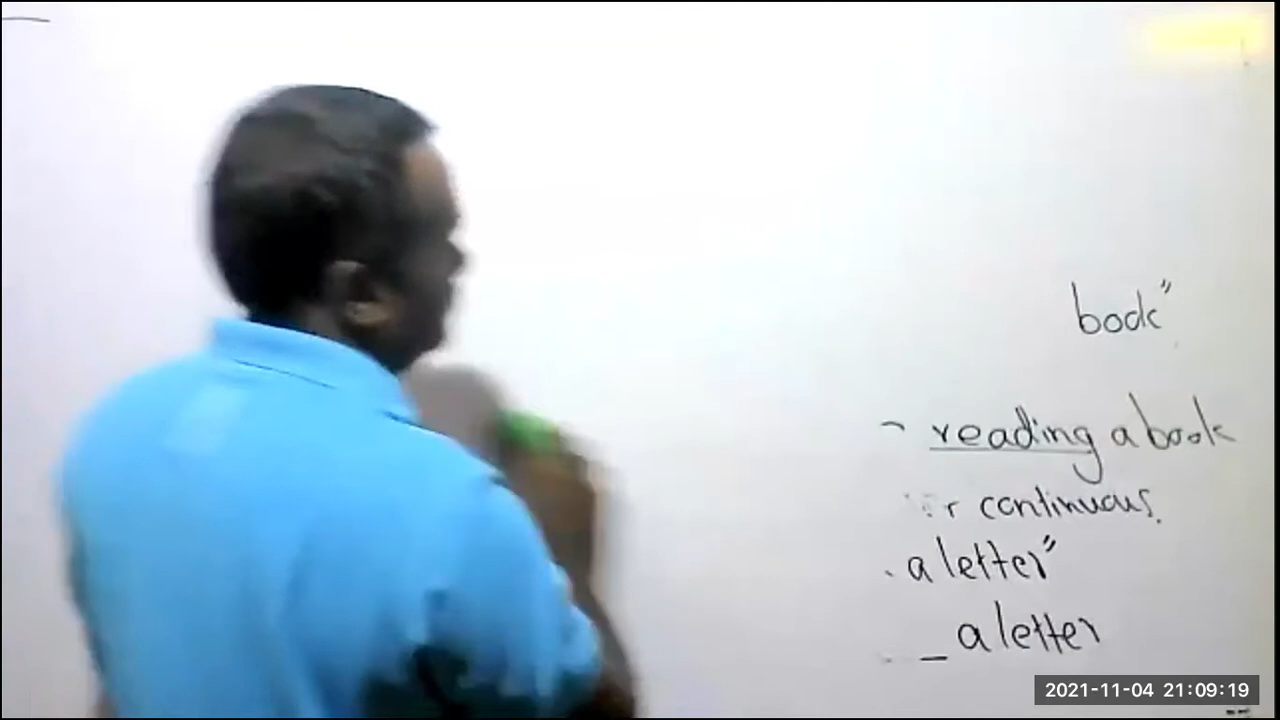 book"
reading a book
r continuous.
a letter"
_ a letter
2021-11-04 21:09:19